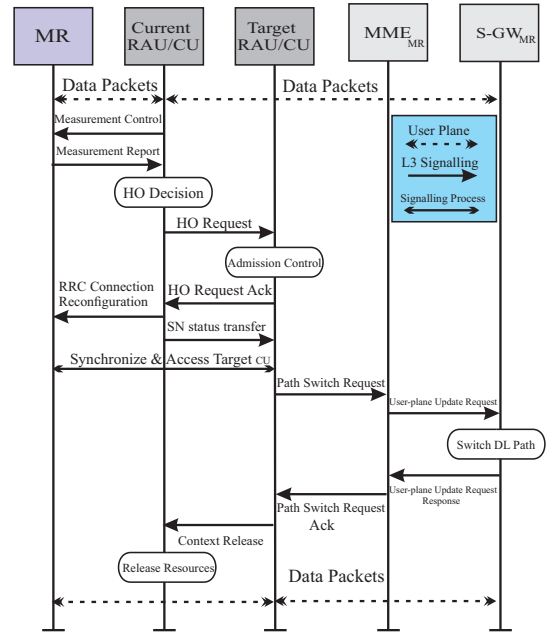 MR
Current
RAU/CU
Target
RAU/CU
MME MR
S-GW MR
Data Packets
Data Packets
Measurement Control
User Plane
L3 Signalling
Signalling Process
Measurement Report
HO Decision
HO Request
Admission Control
RRC Connection
Reconfiguration
HO Request Ack
SN status transfer
Synchronize & Access Target CU
Path Switch Request
User-plane Update Request
Switch DL Path
User-plane Update Request
Response
Path Switch Request
Ack
Context Release
Release Resources
Data Packets